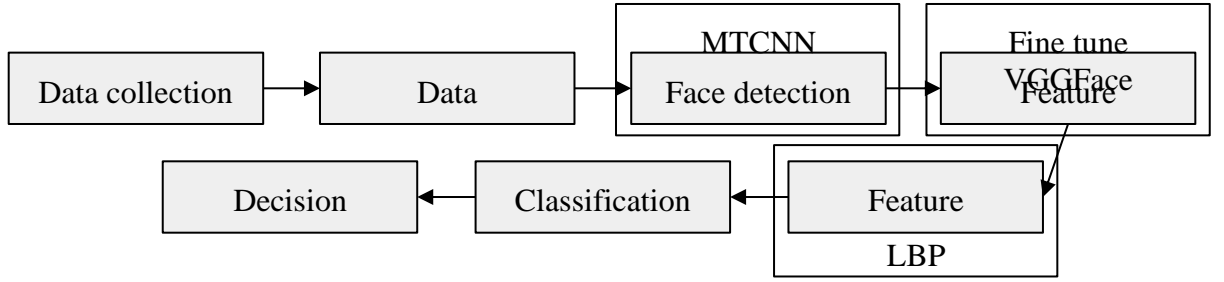 MTCNN
Fine tune
VGGFace
Data collection
Data
Face detection
Feature
Decision
Classification
Feature
LBP